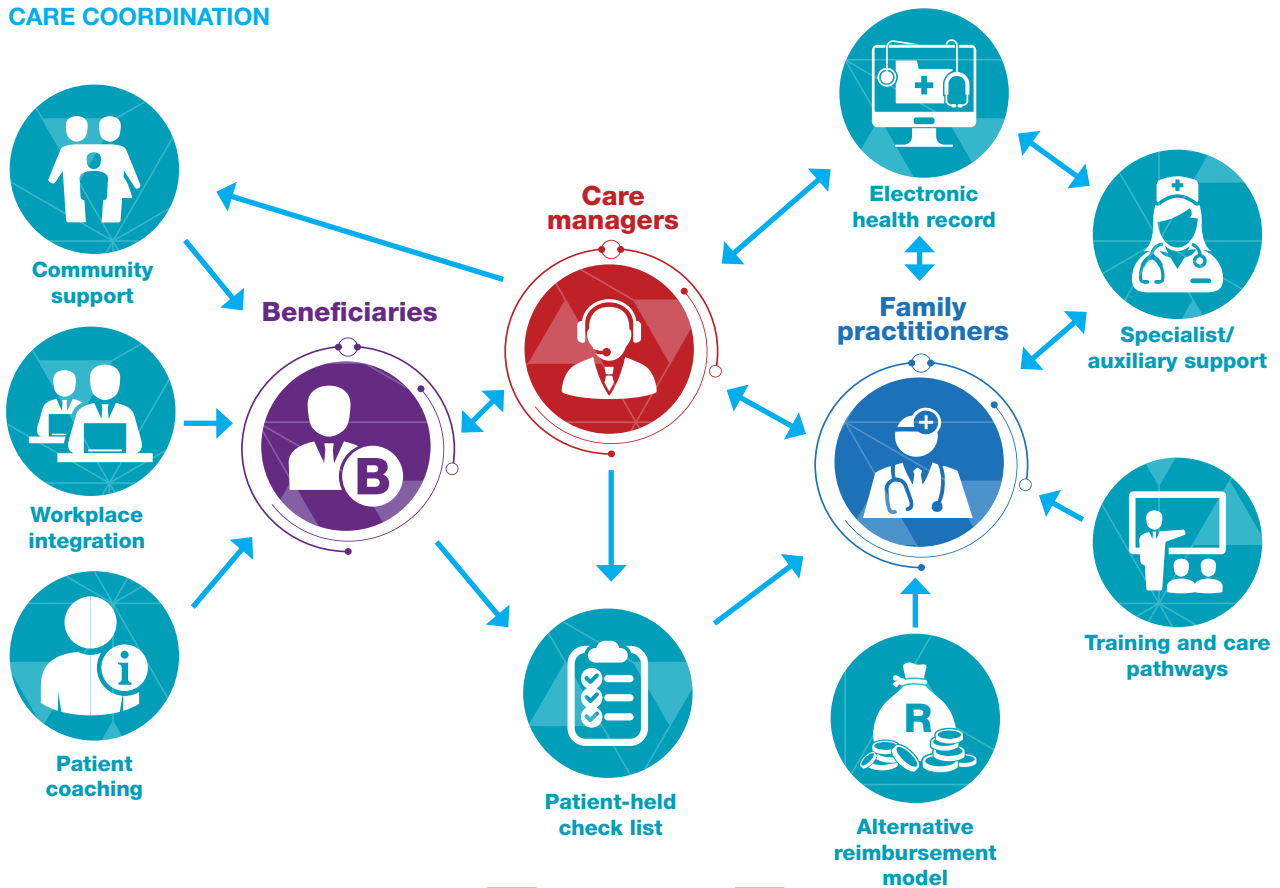 CARE COORDINATION
Community
support
Workplace
integration
Patient
coaching
Beneficiaries
B
Care
managers
Patient-held
check list
Electronic
health record
Family
practitioners
Specialist/
auxiliary support
Training and care
pathways
R
Alternative
reimbursement
model
i